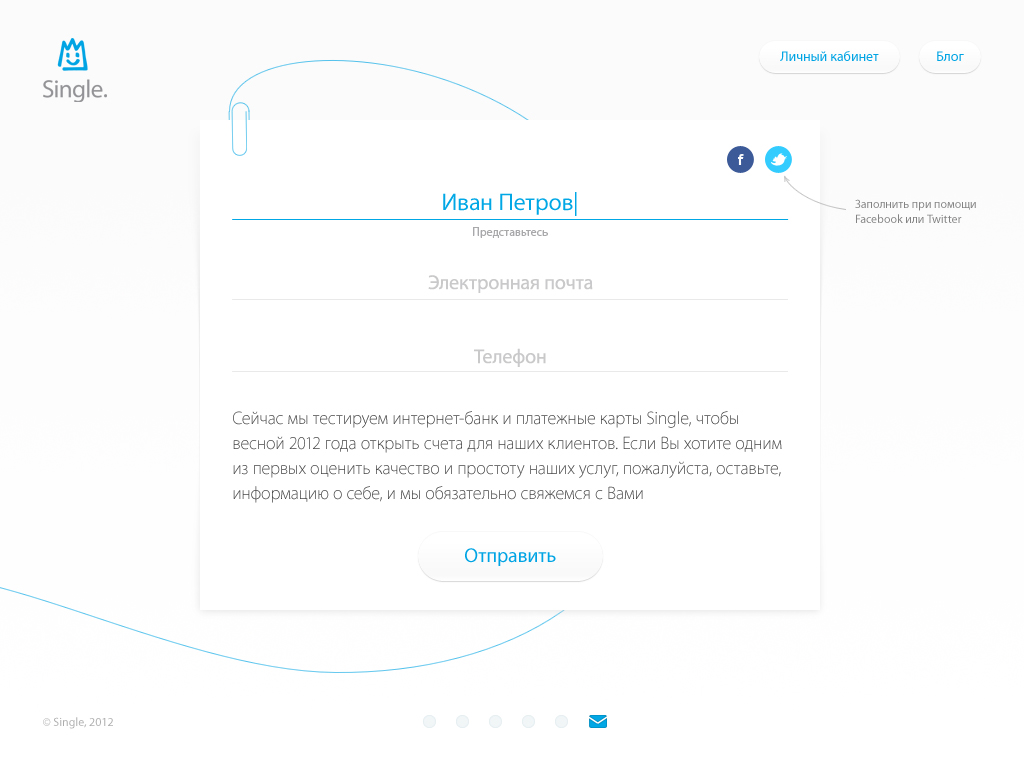 Single.
Личный кабинет
Блог
f
Иван Петров
Представьтесь
Заполнить при помощи
Facebook или Twitter
Электронная почта
Телефон
Сейчас мы тестируем интернет-банк и платежные карты Single, чтобы
весной 2012 года открыть счета для наших клиентов. Если Вы хотите одним
из первых оценить качество и простоту наших услуг, пожалуйста, оставьте,
информацию о себе, и мы обязательно свяжемся с Вами
Отправить
© Single, 2012